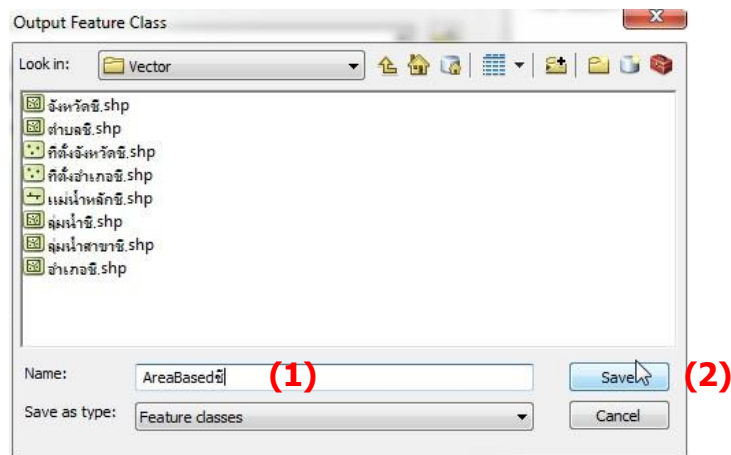 Output Feature Class
Look in: Vector
จังหวัดชี.shp
ตำบลชี.shp
ที่ตั้งจังหวัดชี.shp
ที่ตั้งอำเภอชี.shp
แม่น้ำหลักชี.shp
ลุ่มน้ำชี.shp
ลุ่มน้ำสาขาชี.shp
อำเภอชี.shp
Name: AreaBasedชี (1) Save (2)
Save as type: Feature classes Cancel